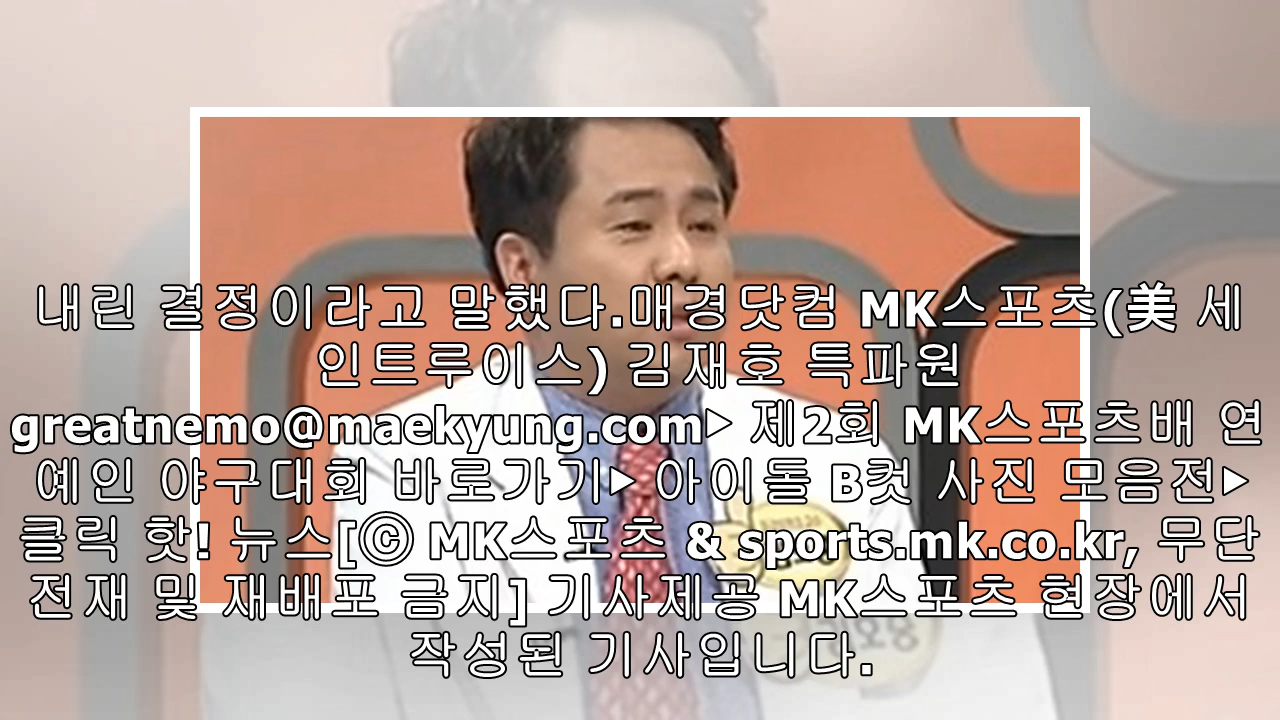 내린 결정이라고 말했다.매경닷컴 MK스포츠(美 세
인트루이스) 김재호 특파원
greatnemo@maekyung.com▶ 제2회 MK스포츠배 연
예인 야구대회 바로가기▶ 아이돌 B컷 사진 모음전▶
클릭 핫! 뉴스[ⓒ MK스포츠 & sports.mk.co.kr, 무단
전재 및 재배포 금지] 기사제공 MK스포츠 현장에서
작성된 기사입니다.